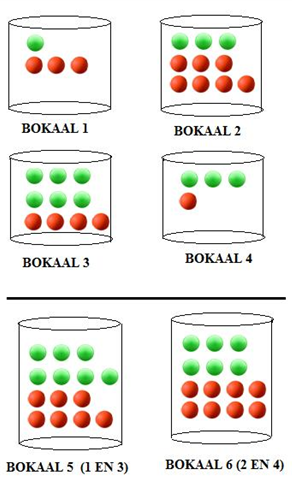 BOKAAL 1
BOKAAL 2
BOKAAL 3
BOKAAL 4
BOKAAL 5 (1 EN 3)
BOKAAL 6 (2 EN 4)